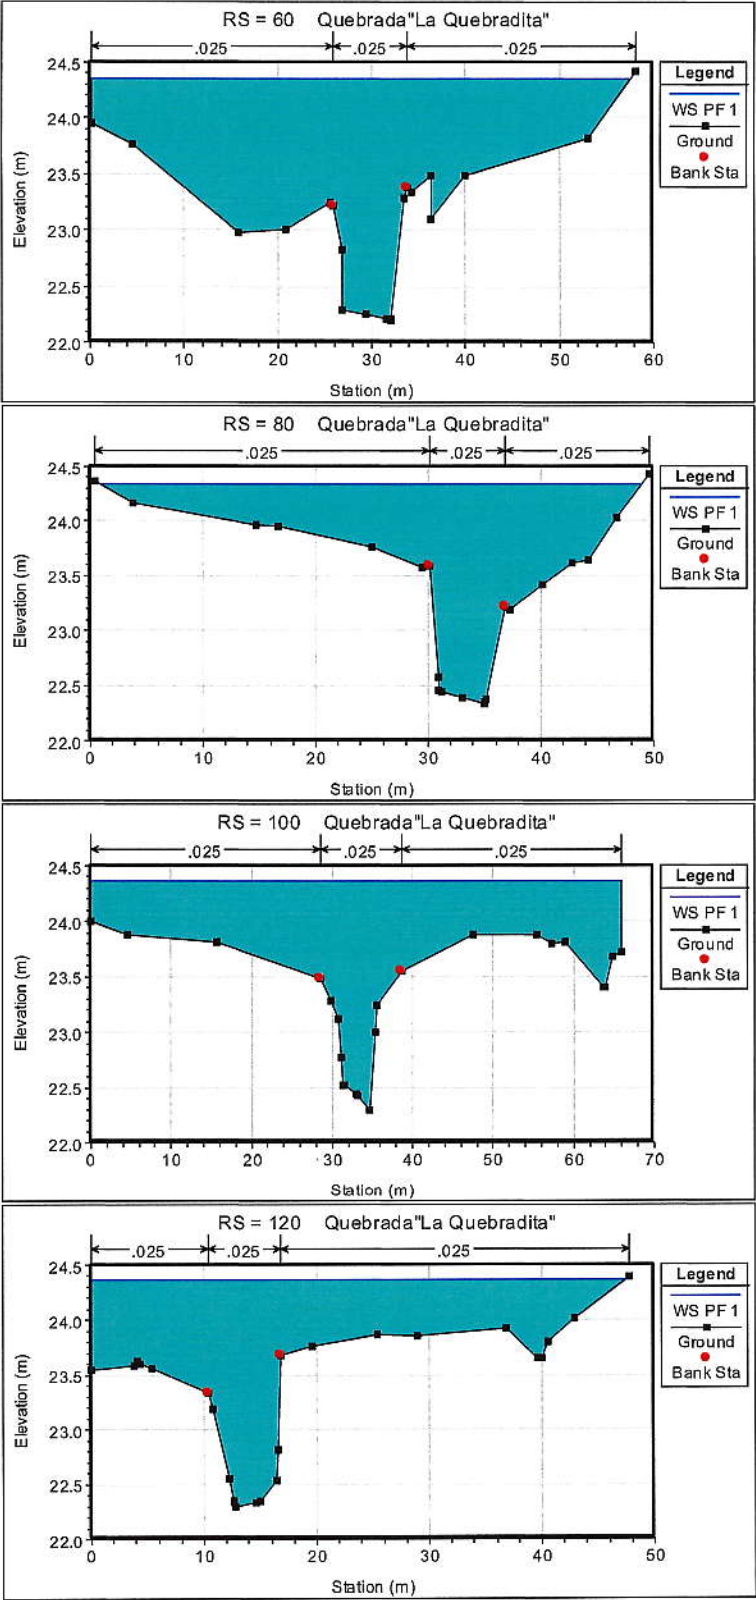 RS = 60 Quebrada"La Quebradita"
.025 .025 .025
24.5
24.0
23.5
23.0
22.5
22.0
Elevation (m)
0 10 20 30 40 50 60
Station (m)
Legend
WS PF 1
Ground
Bank Sta
RS = 80 Quebrada"La Quebradita"
.025 .025 .025
24.5
24.0
23.5
23.0
22.5
22.0
Elevation (m)
0 10 20 30 40 50
Station (m)
Legend
WS PF 1
Ground
Bank Sta
RS = 100 Quebrada"La Quebradita"
.025 .025 .025
24.5
24.0
23.5
23.0
22.5
22.0
Elevation (m)
0 10 20 30 40 50 60 70
Station (m)
Legend
WS PF 1
Ground
Bank Sta
RS = 120 Quebrada"La Quebradita"
.025 .025 .025
24.5
24.0
23.5
23.0
22.5
22.0
Elevation (m)
0 10 20 30 40 50
Station (m)
Legend
WS PF 1
Ground
Bank Sta